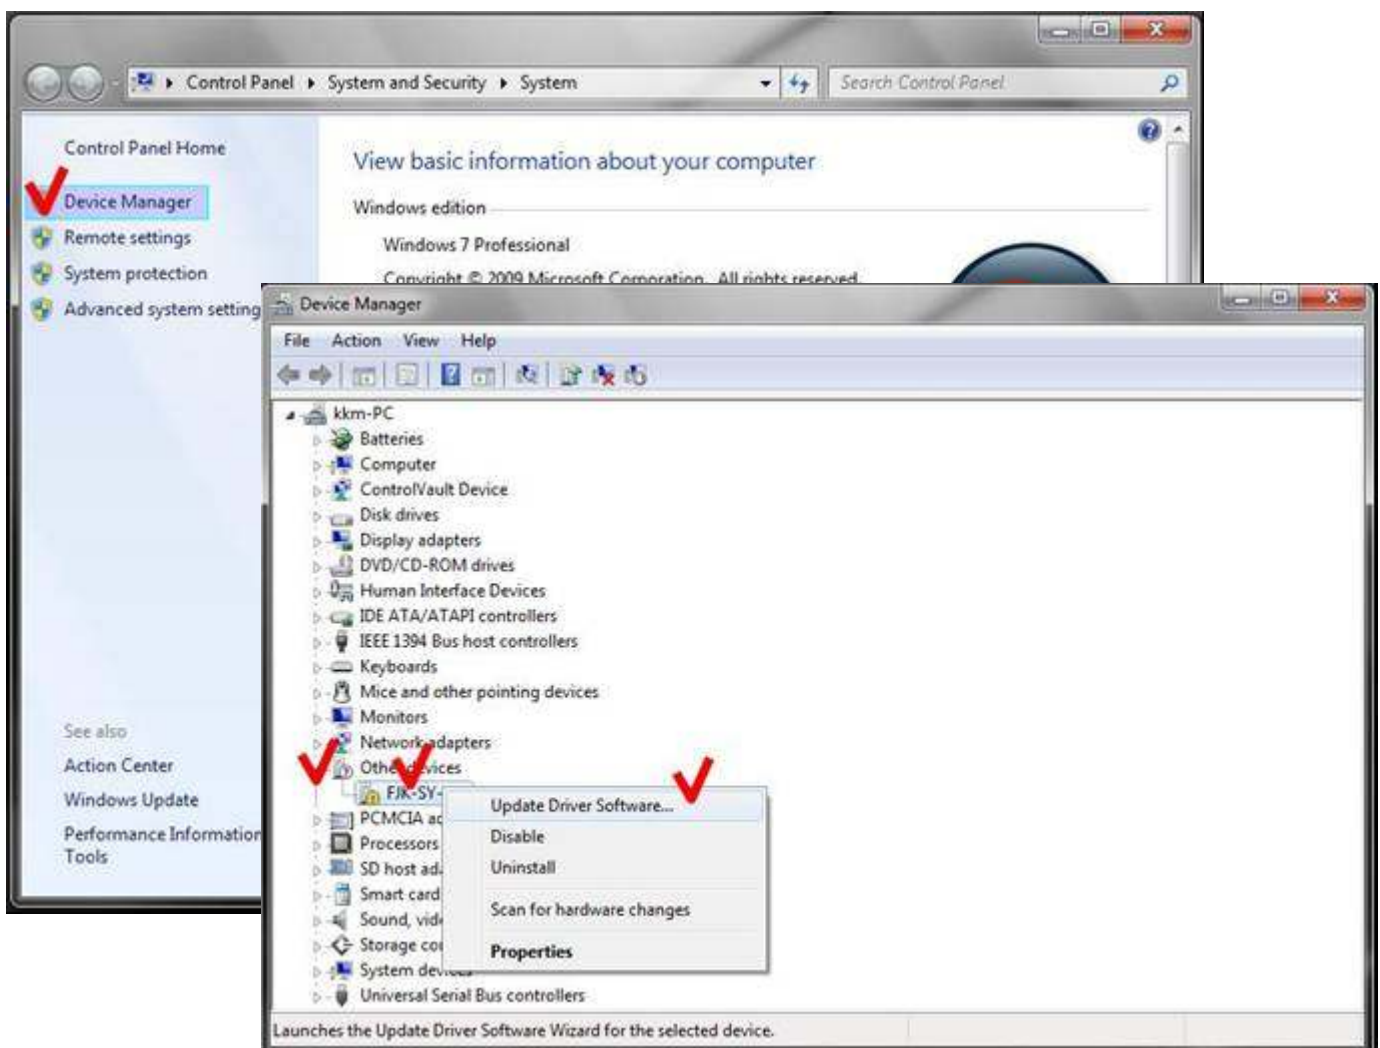 Control Panel ▸ System and Security ▸ System
Search Control Panel
Control Panel Home
Device Manager
Remote settings
System protection
Advanced system setting
See also
Action Center
Windows Update
Performance Information
Tools
View basic information about your computer
Windows edition
Windows 7 Professional
Copyright © 2009 Microsoft Corporation. All rights reserved.
Device Manager
File Action View Help
kkm-PC
Batteries
Computer
ControlVault Device
Disk drives
Display adapters
DVD/CD-ROM drives
Human Interface Devices
IDE ATA/ATAPI controllers
IEEE 1394 Bus host controllers
Keyboards
Mice and other pointing devices
Monitors
Network adapters
Other devices
FJK-SY-
PCMCIA
Processors
SD host
Smart card
Sound,
Storage
System devices
Universal Serial Bus controllers
Update Driver Software...
Disable
Uninstall
Scan for hardware changes
Properties
Launches the Update Driver Software Wizard for the selected device.